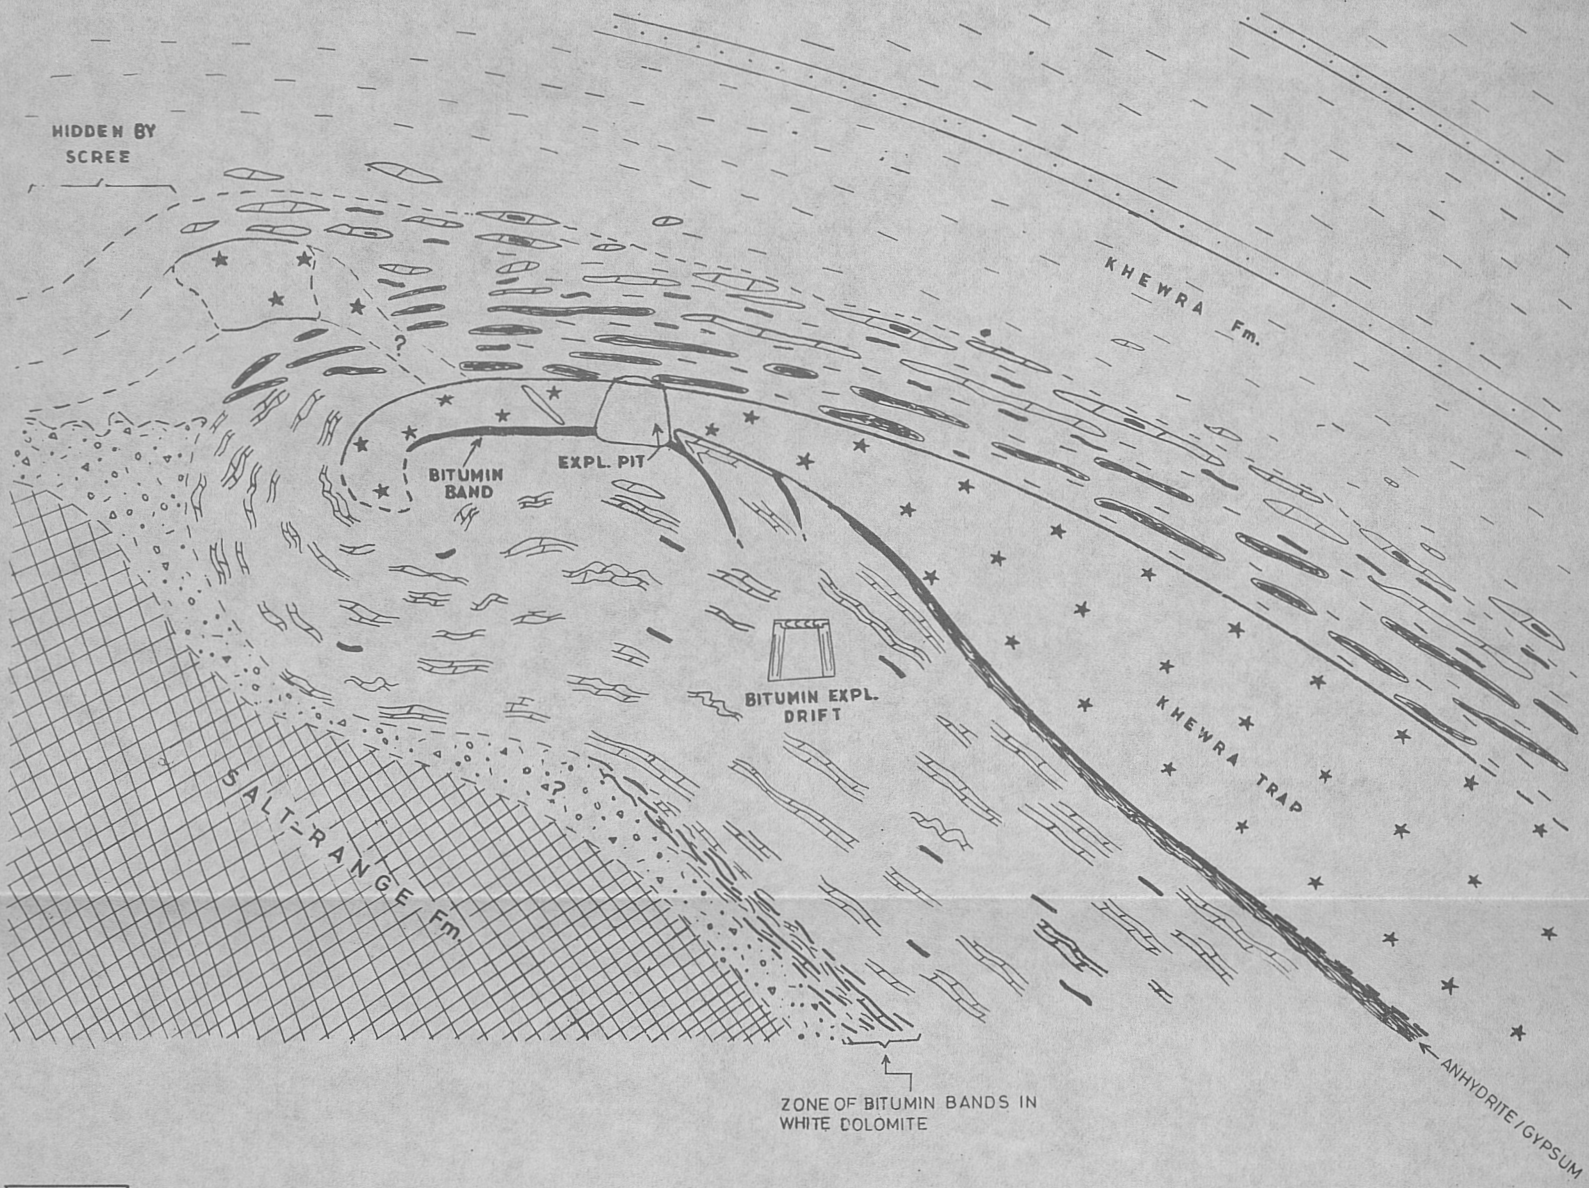 HIDDEN BY
SCREE
KHEWRA Fm.
?
BITUMIN
BAND
EXPL. PIT
BITUMIN EXPL.
DRIFT
KHEWRA TRAP
?
SALT-RANGE Fm.
ZONE OF BITUMIN BANDS IN
WHITE DOLOMITE
ANHYDRITE/GYPSUM